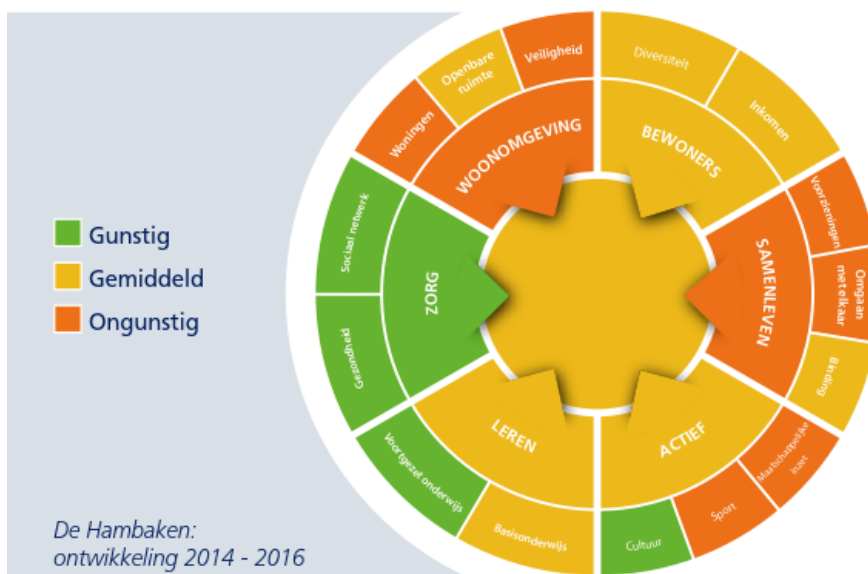 Diversiteit
Inkomen
BEWONERS
Voorzieningen
Omgaan
met elkaar
Binding
SAMENLEVEN
Maatschappelijke
inzet
Sport
Cultuur
ACTIEF
Basisonderwijs
Voortgezet onderwijs
LEREN
Gezondheid
Sociaal netwerk
ZORG
Woningen
Openbare
ruimte
Veiligheid
WOONOMGEVING
Gunstig
Gemiddeld
Ongunstig
De Hambaken:
ontwikkeling 2014 - 2016